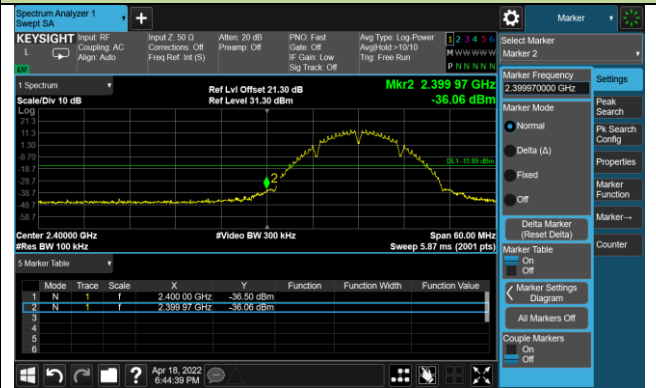 Spectrum Analyzer 1
Swept SA
+
Marker
KEYSIGHT
L
LXI
Input: RF
Coupling: AC
Align: Auto
Input Z: 50 Ω
Corrections: Off
Freq Ref: Int (S)
Atten: 20 dB
Preamp: Off
PNO: Fast
Gate: Off
IF Gain: Low
Sig Track: Off
Avg Type: Log-Power
Avg|Hold:>10/10
Trig: Free Run
1 2 3 4 5 6
M W W W W W
P N N N N N
Select Marker
Marker 2
1 Spectrum
Scale/Div 10 dB
Log
Ref Lvl Offset 21.30 dB
Ref Level 31.30 dBm
Mkr2 2.399 97 GHz
-36.06 dBm
21.3
11.3
1.30
-8.70
-18.7
-28.7
-38.7
-48.7
-58.7
2
DL1 -15.89 dBm
Center 2.40000 GHz
#Res BW 100 kHz
#Video BW 300 kHz
Span 60.00 MHz
Sweep 5.87 ms (2001 pts)
5 Marker Table
Mode Trace Scale X Y Function Function Width Function Value
1 N 1 f 2.400 00 GHz -36.50 dBm
2 N 1 f 2.399 97 GHz -36.06 dBm
3
4
5
6
Marker Frequency
2.399970000 GHz
Marker Mode
Normal
Delta (Δ)
Fixed
Off
Delta Marker
(Reset Delta)
Marker Table
On
Off
Marker Settings
Diagram
All Markers Off
Couple Markers
On
Off
Settings
Peak
Search
Pk Search
Config
Properties
Marker
Function
Marker→
Counter
?
Apr 18, 2022
6:44:39 PM